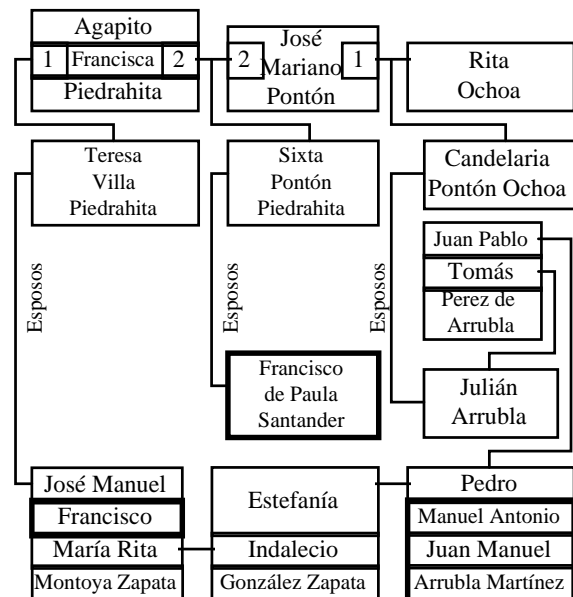 Agapito
1 Francisca 2
Piedrahita
2 José 1
Mariano
Pontón
Rita
Ochoa
Teresa
Villa
Piedrahita
Sixta
Pontón
Piedrahita
Candelaria
Pontón Ochoa
Juan Pablo
Tomás
Perez de
Arrubla
Esposos
Esposos
Esposos
Francisco
de Paula
Santander
Julián
Arrubla
José Manuel
Francisco
María Rita
Montoya Zapata
Estefanía
Indalecio
González Zapata
Pedro
Manuel Antonio
Juan Manuel
Arrubla Martínez